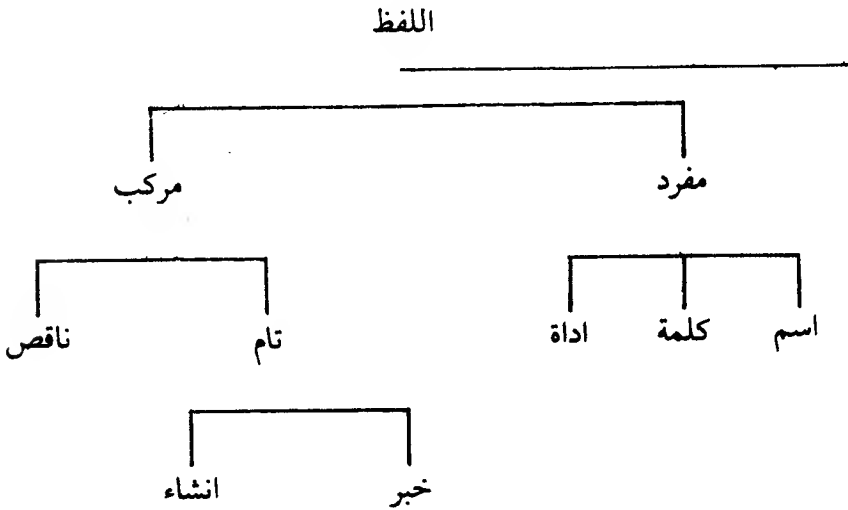 اللفظ
مفرد مركب
اسم كلمة اداة تام ناقص
خبر انشاء